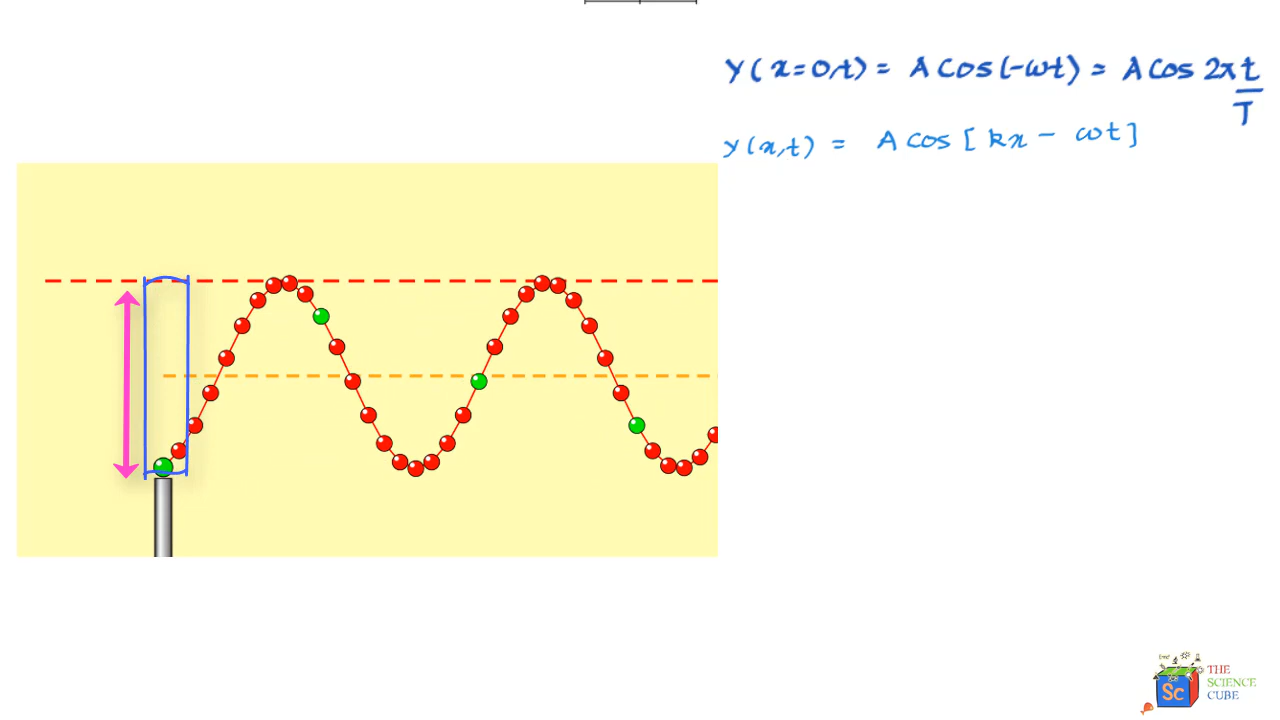 y(x=0,t) = A cos(-ωt) = A cos 2π t/T
y(x,t) = A cos [kx - ωt]
Sc
THE
SCIENCE
CUBE